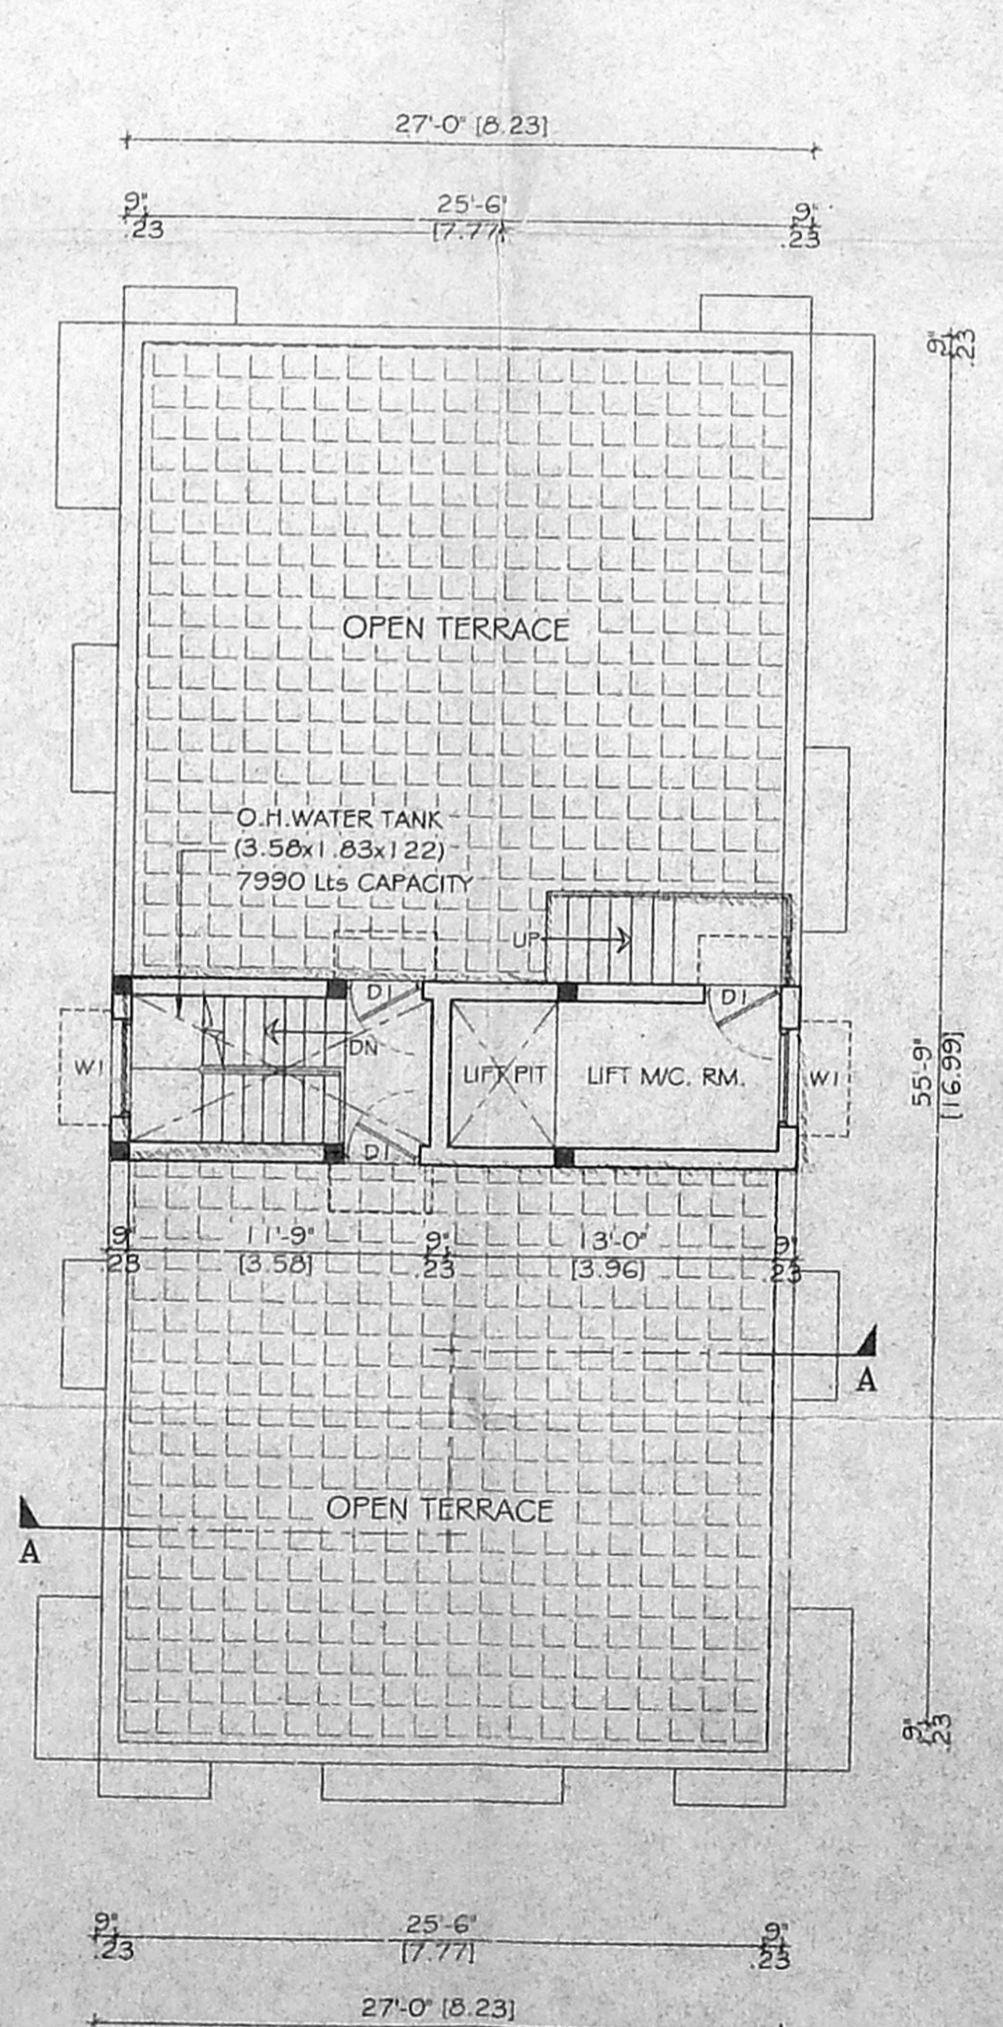 27'-0" [8.23]
9" 25'-6" 9"
.23 [7.77] .23
9"
.23
OPEN TERRACE
O.H.WATER TANK
(3.58x1.83x122)
7990 Lts CAPACITY
UP
D1 D1
DN
W1 LIFT PIT LIFT M/C. RM. W1
55'-9"
[16.99]
D1
9" 11'-9" 9" 13'-0" 9"
.23 [3.58] .23 [3.96] .23
A
OPEN TERRACE
A
9"
.23
9" 25'-6" 9"
.23 [7.77] .23
27'-0" [8.23]